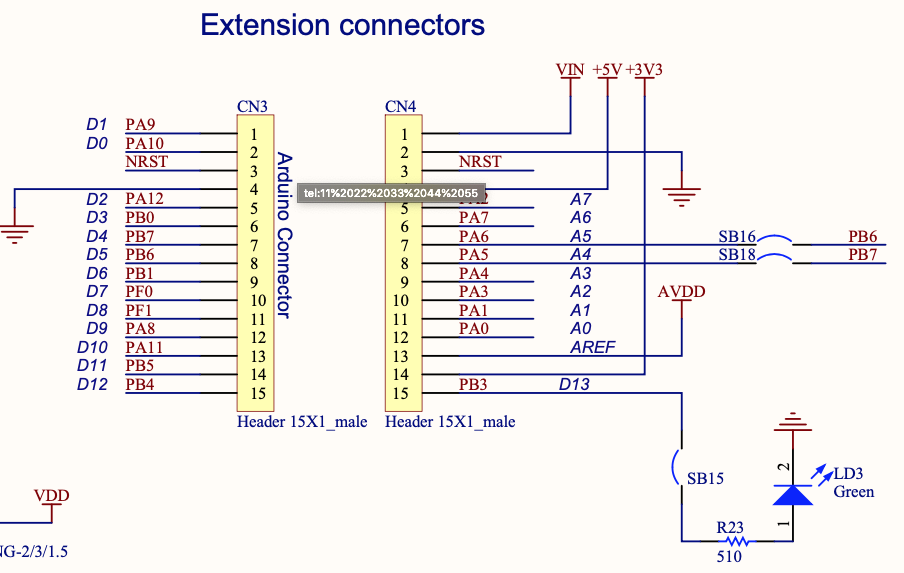 Extension connectors
VIN +5V +3V3
CN3
CN4
D1 PA9 1
D0 PA10 2
NRST 3
4
D2 PA12 5
D3 PB0 6
D4 PB7 7
D5 PB6 8
D6 PB1 9
D7 PF0 10
D8 PF1 11
D9 PA8 12
D10 PA11 13
D11 PB5 14
D12 PB4 15
Arduino Connector
Header 15X1_male
1
2
3 NRST
tel:11%2022%2033%2044%2055
5 A7
6 PA7 A6
7 PA6 A5 SB16 PB6
8 PA5 A4 SB18 PB7
9 PA4 A3
10 PA3 A2
11 PA1 A1
12 PA0 A0
13 AREF
AVDD
14
15 PB3 D13
Header 15X1_male
SB15
2
LD3
Green
1
R23
510
VDD
NG-2/3/1.5